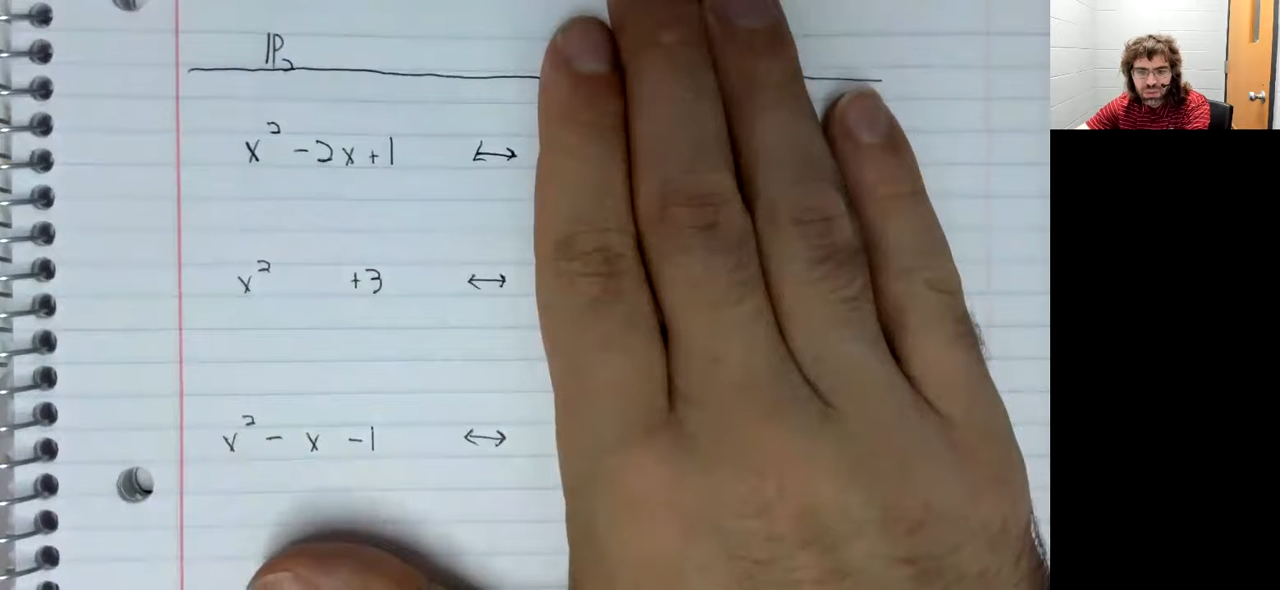 ℙ₂
x² - 2x + 1 ↔
x² + 3 ↔
x² - x - 1 ↔